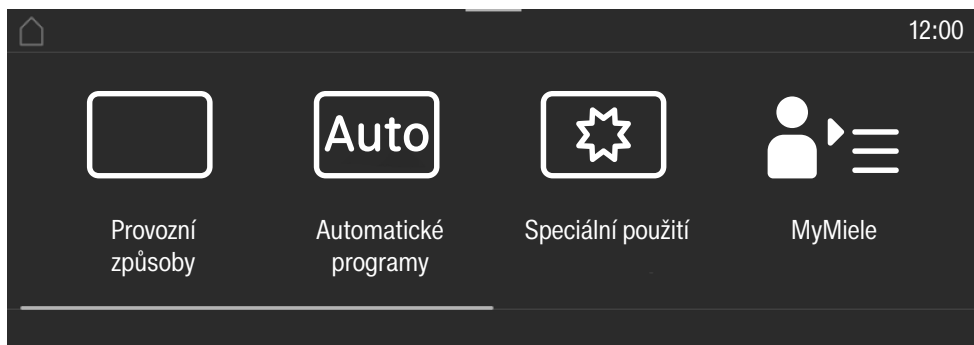 12:00
Auto
Provozní
způsoby
Automatické
programy
Speciální použití
MyMiele